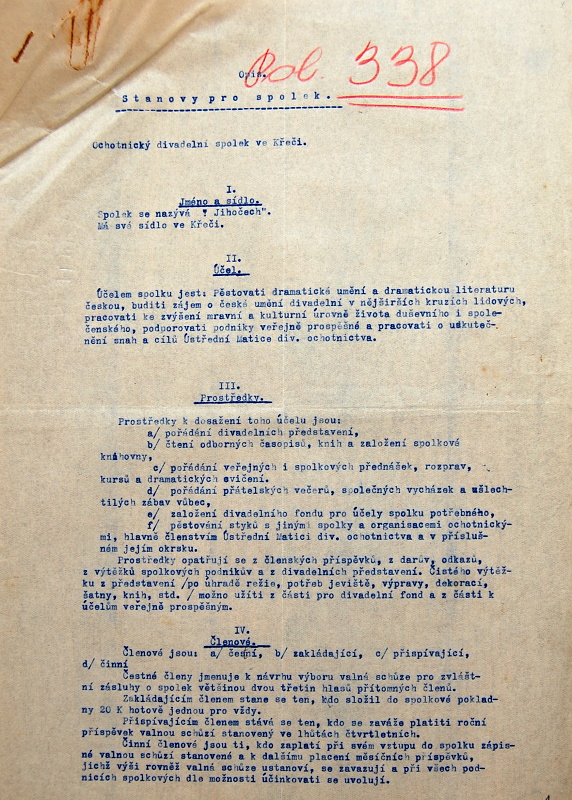 Opis.
Pol. 338
Stanovy pro spolek.
Ochotnický divadelní spolek ve Křeči.
I.
Jméno a sídlo.
Spolek se nazývá " Jihočech".
Má své sídlo ve Křeči.
II.
Účel.
Účelem spolku jest: Pěstovati dramatické umění a dramatickou literaturu
českou, buditi zájem o české umění divadelní v nějširších kruzích lidových,
pracovati ke zvýšení mravní a kulturní úrovně života duševního i spole-
čenského, podporovati podniky veřejně prospěšné a pracovati o uskuteč-
nění snah a cílů Ústřední Matice div. ochotnictva.
III.
Prostředky.
Prostředky k dosažení toho účelu jsou:
a/ pořádání divadelních představení,
b/ čtení odborných časopisů, knih a založení spolkové
knihovny,
c/ pořádání veřejných i spolkových přednášek, rozprav,
kursů a dramatických cvičení.
d/ pořádání přátelských večerů, společných vycházek a ušlech-
tilých zábav vůbec,
e/ založení divadelního fondu pro účely spolku potřebného,
f/ pěstování styků s jinými spolky a organisacemi ochotnický-
mi, hlavně členstvím Ústřední Matici div. ochotnictva a v přísluš-
ném jejím okrsku.
Prostředky opatřují se z členských příspěvků, z darův, odkazů,
z výtěžků spolkových podnikův a z divadelních představení. Čistého výtěž-
ku z představení /po úhradě režie, potřeb jeviště, výpravy, dekorací,
šatny, knih, std. / možno užíti z části pro divadelní fond a z části k
účelům veřejně prospěšným.
IV.
Členové.
Členové jsou: a/ čestní, b/ zakládající, c/ přispívající,
d/ činní
Čestné členy jmenuje k návrhu výboru valná schůze pro zvlášt-
ní zásluhy o spolek většinou dvou třetin hlasů přítomných členů.
Zakládajícím členem stane se ten, kdo složil do spolkové poklad-
ny 20 K hotově jednou pro vždy.
Přispívajícím členem stává se ten, kdo se zaváže platiti roční
příspěvek valnou schůzí stanovený ve lhůtách čtvrtletních.
Činní členové jsou ti, kdo zaplatí při svém vztupu do spolku zápis-
né valnou schůzí stanovené a k dalšímu placení měsíčních příspěvků,
jichž výši rovněž valná schůze ustanoví, se zavazují a při všech pod-
nicích spolkových dle možnosti účinkovati se uvolují.